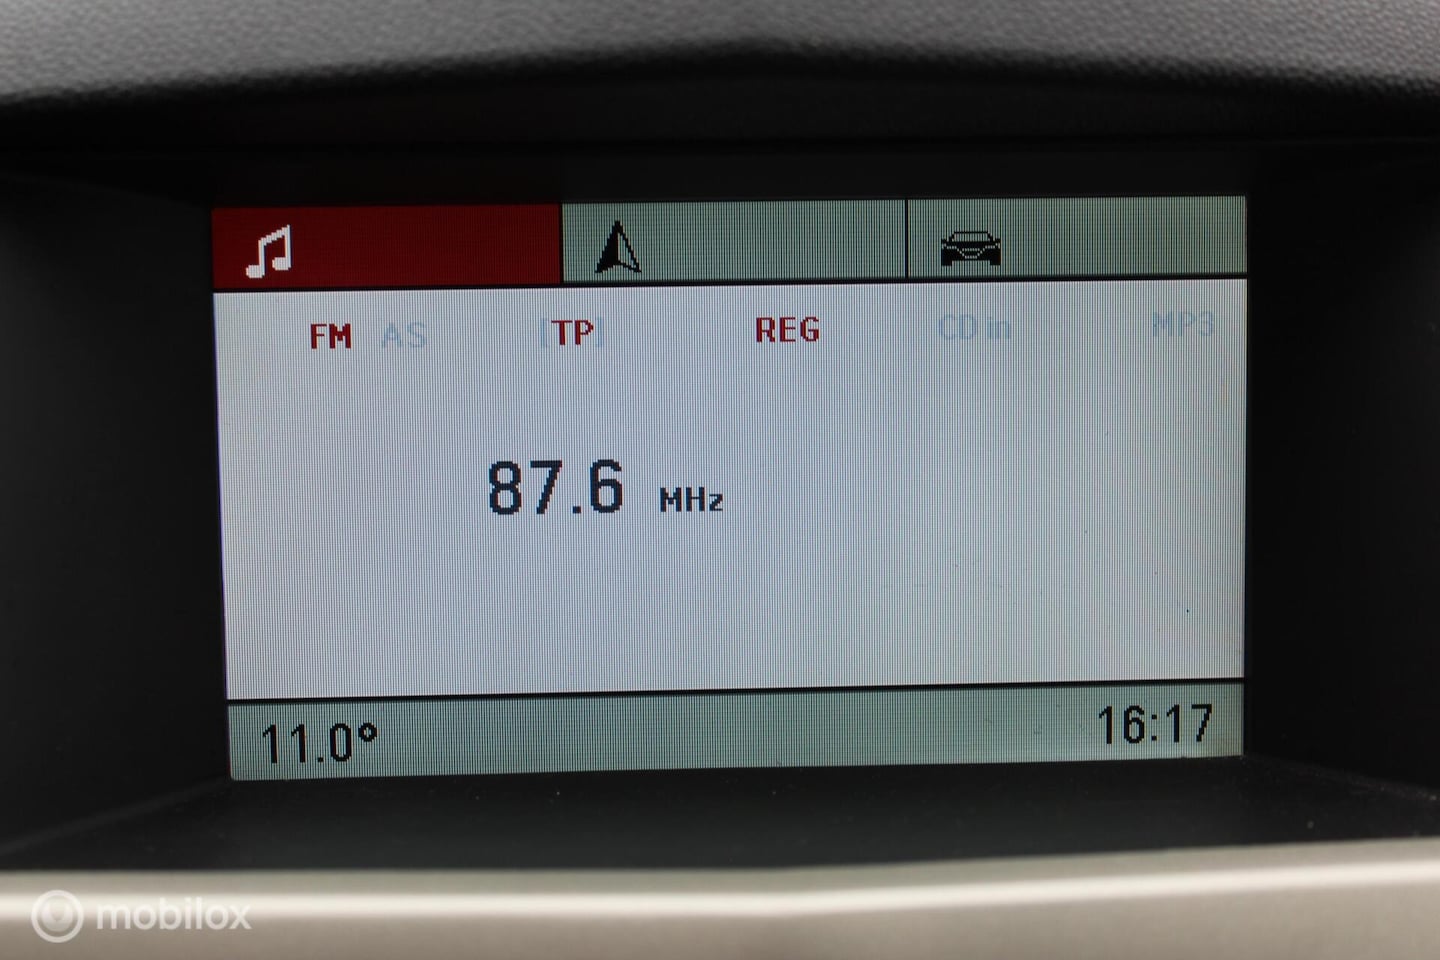 FM AS [TP] REG CD in MP3
87.6 MHz
11.0° 16:17
mobilox